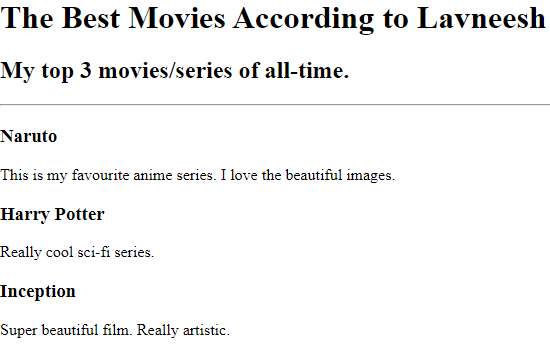 The Best Movies According to Lavneesh
My top 3 movies/series of all-time.
Naruto
This is my favourite anime series. I love the beautiful images.
Harry Potter
Really cool sci-fi series.
Inception
Super beautiful film. Really artistic.